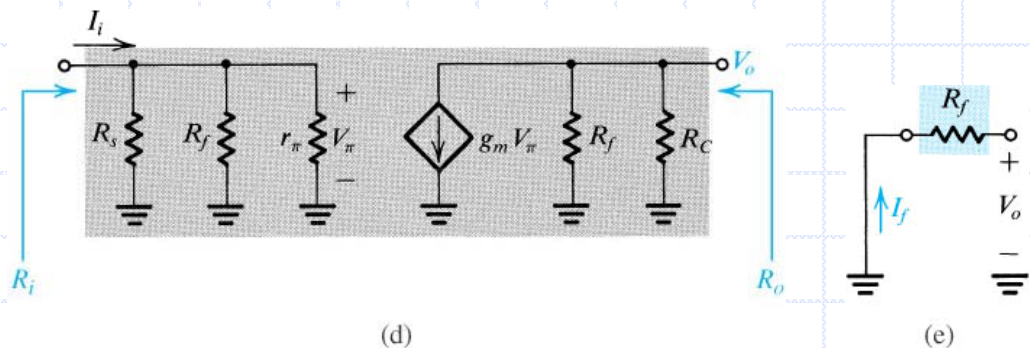 I_i
V_o
R_s
R_f
r_π
+
V_π
−
g_m V_π
R_f
R_C
R_i
R_o
(d)
R_f
+
V_o
−
I_f
(e)